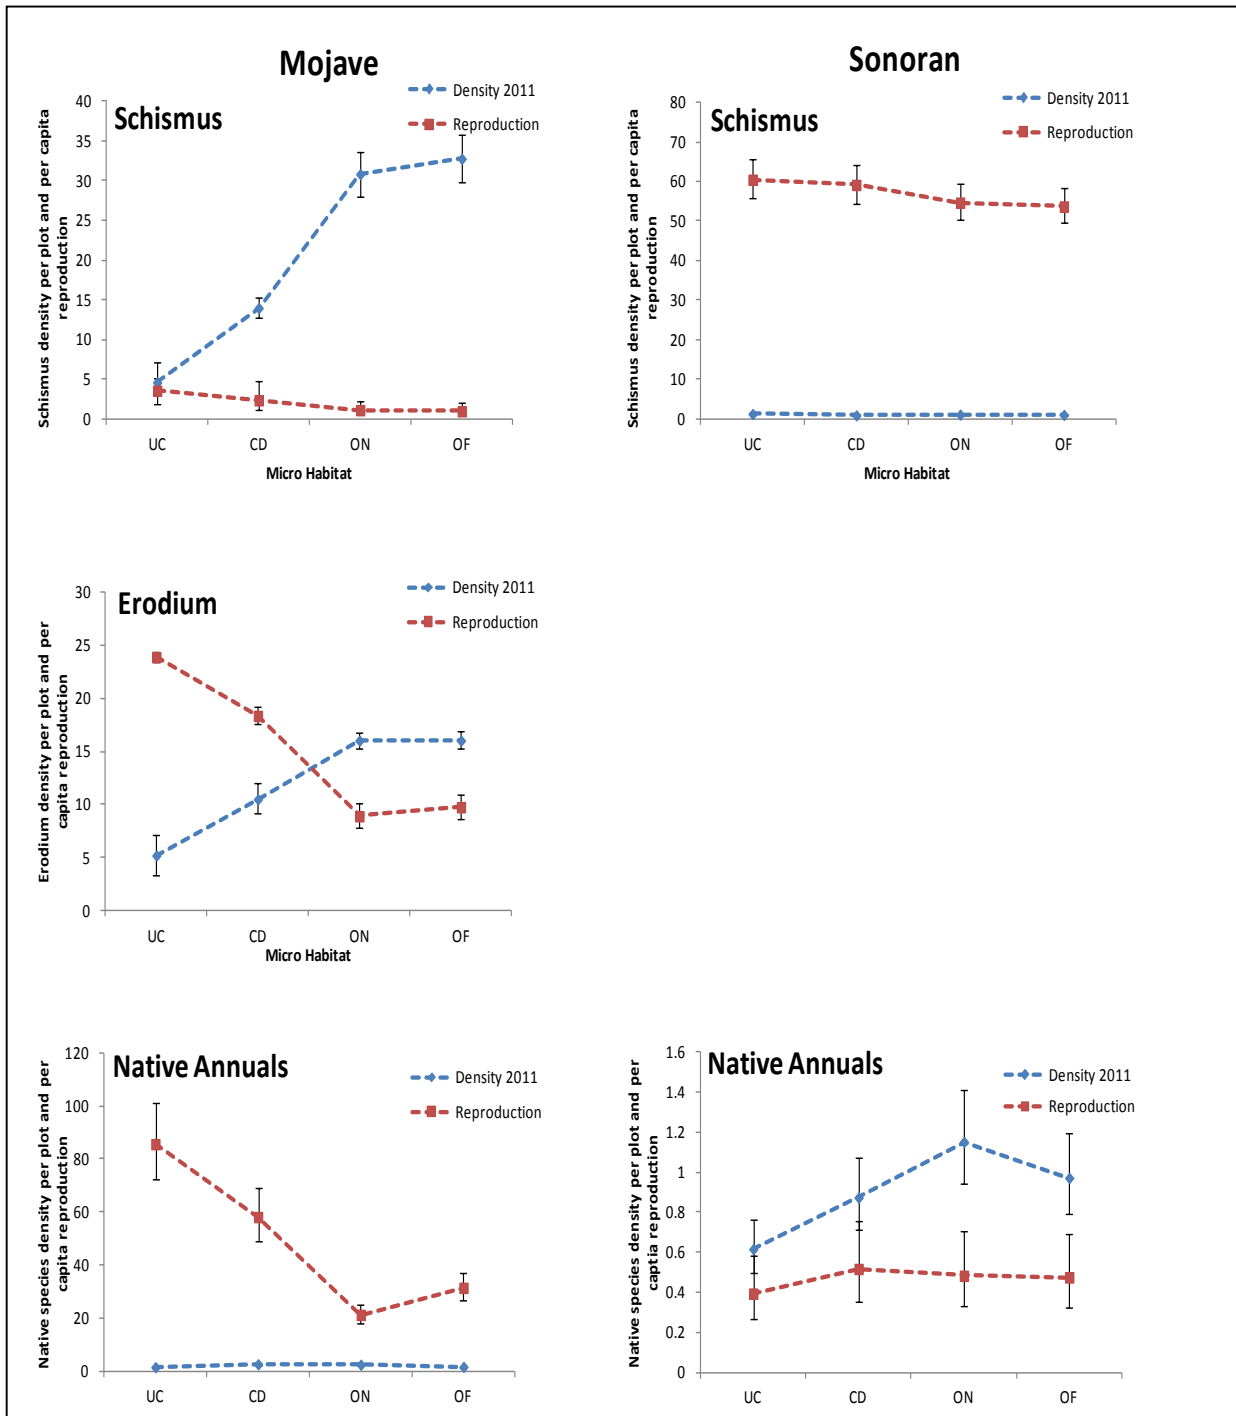 Mojave
Sonoran
Schismus
Density 2011
Reproduction
Schismus density per plot and per capita
reproduction
40
35
30
25
20
15
10
5
0
UC CD ON OF
Micro Habitat
Schismus
Density 2011
Reproduction
Schismus density per plot and per capita
reproduction
80
70
60
50
40
30
20
10
0
UC CD ON OF
Micro Habitat
Erodium
Density 2011
Reproduction
Erodium density per plot and per
capita reproduction
30
25
20
15
10
5
0
UC CD ON OF
Micro Habitat
Native Annuals
Density 2011
Reproduction
Native species density per plot and per
capita reproduction
120
100
80
60
40
20
0
UC CD ON OF
Native Annuals
Density 2011
Reproduction
Native species density per plot and per
captia reproduction
1.6
1.4
1.2
1
0.8
0.6
0.4
0.2
0
UC CD ON OF